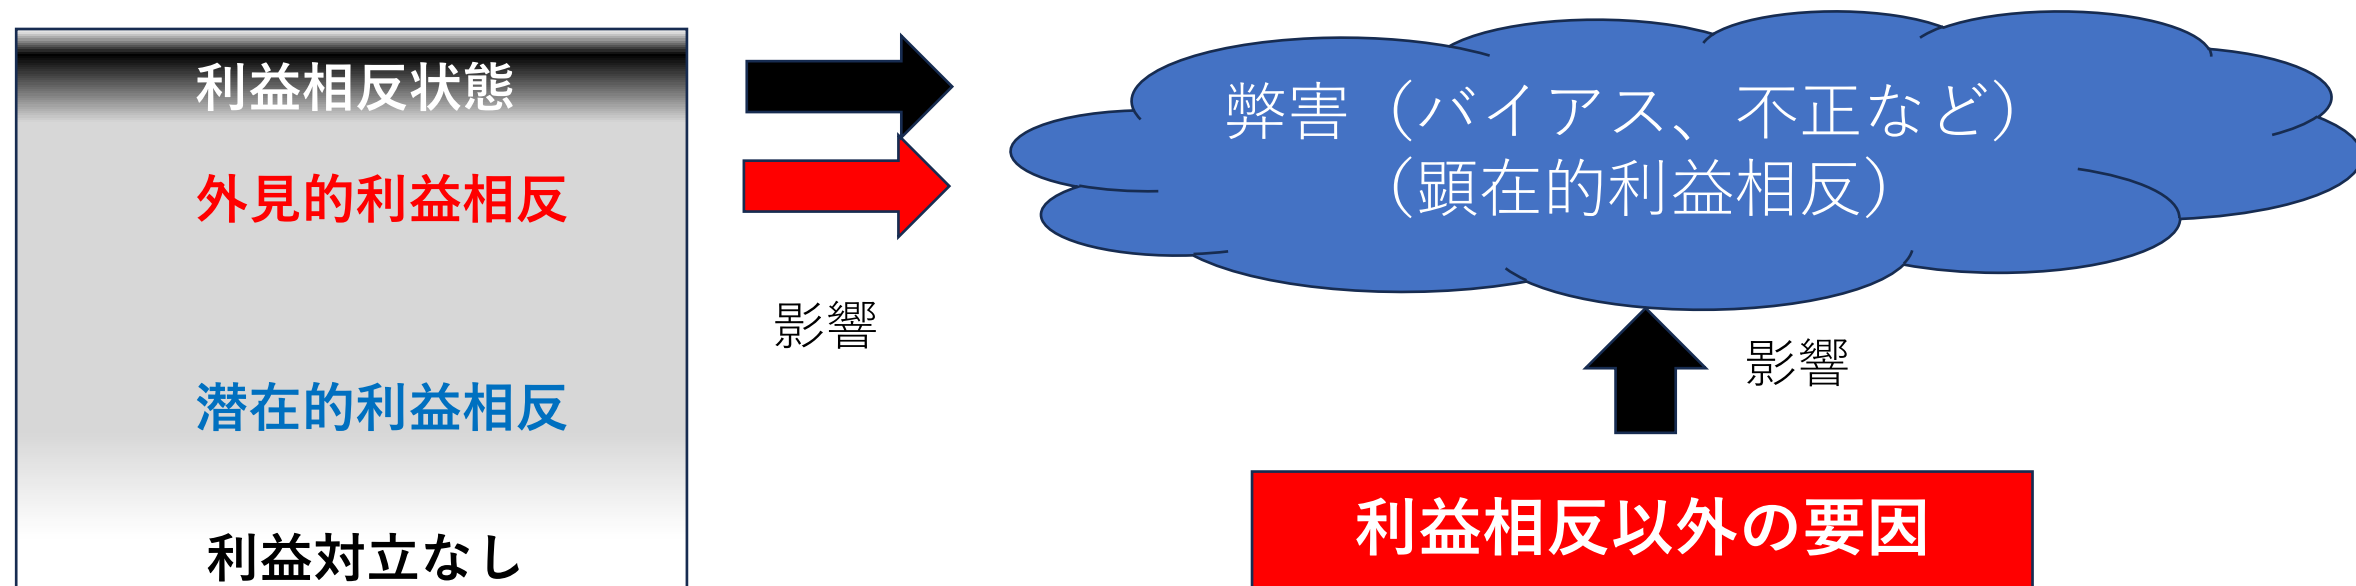 利益相反状態
外見的利益相反
潜在的利益相反
利益対立なし
影響
弊害（バイアス、不正など）
（顕在的利益相反）
影響
利益相反以外の要因